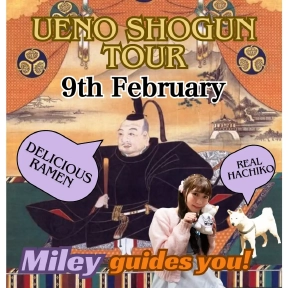 UENO SHOGUN
TOUR
9th February
DELICIOUS
RAMEN
REAL
HACHIKO
Miley guides you!